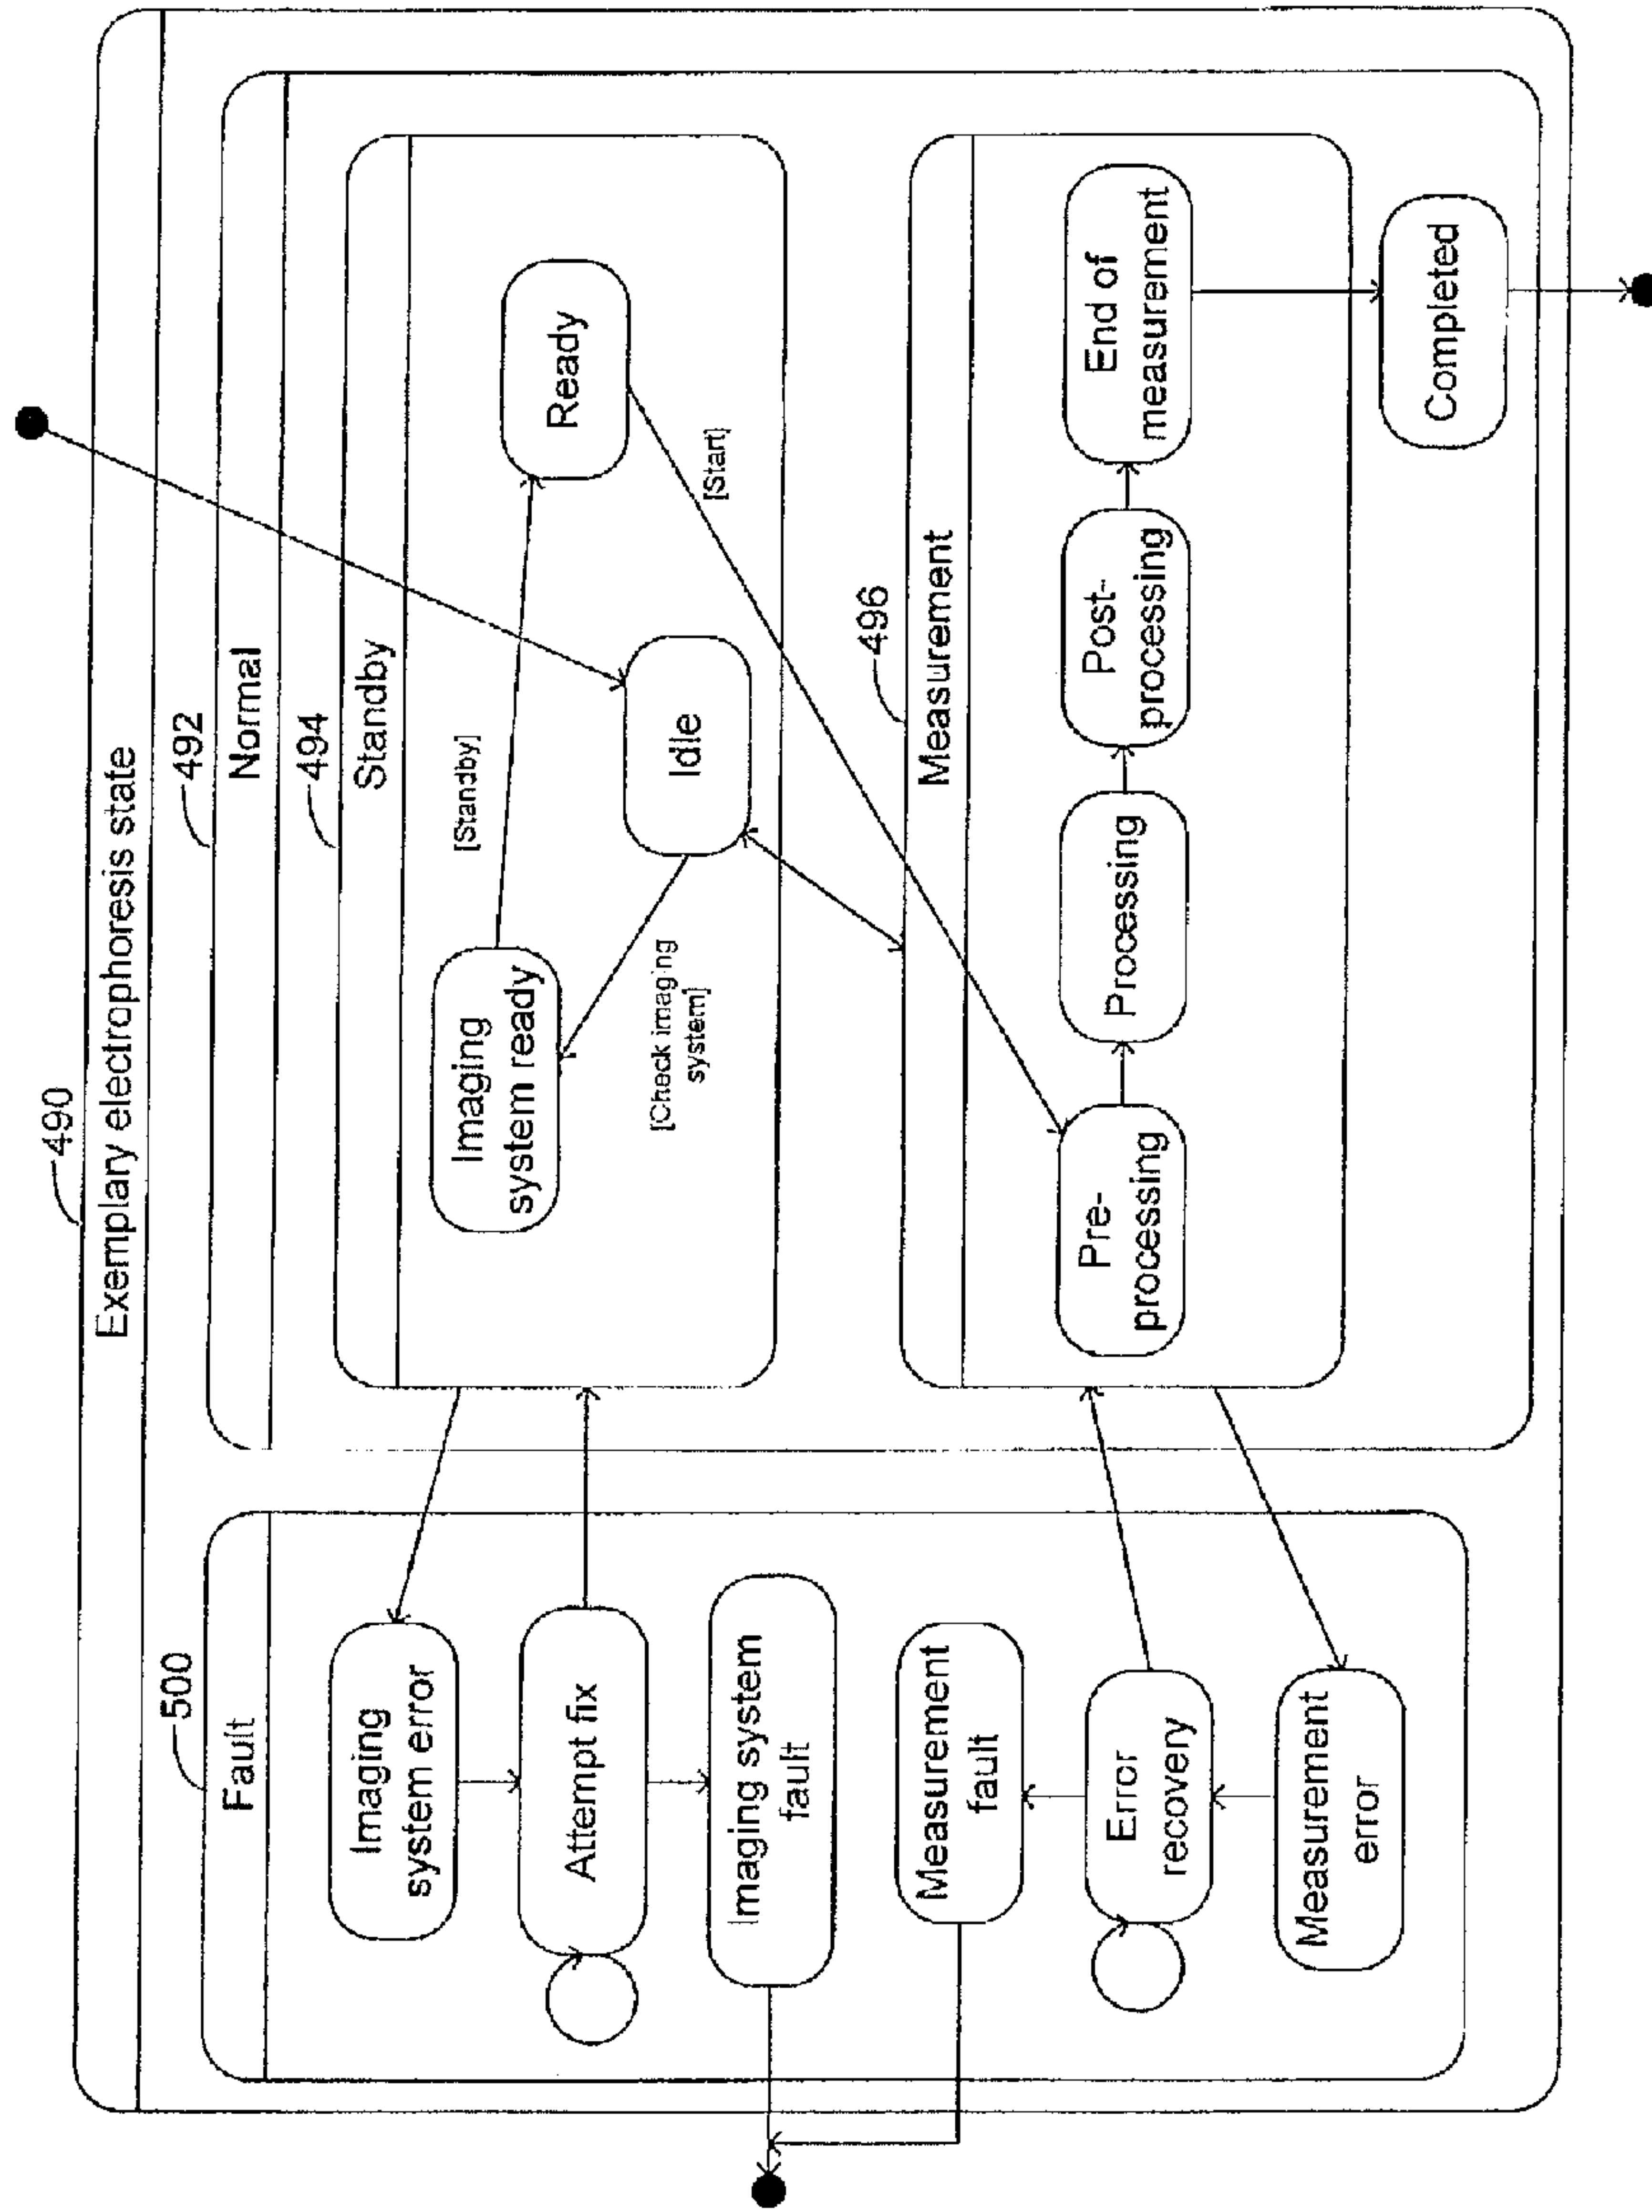 490
Exemplary electrophoresis state
500
Fault
Imaging
system error
Attempt fix
Imaging system
fault
Measurement
fault
Error
recovery
Measurement
error
492
Normal
494
Standby
Imaging
system ready
[Standby]
Ready
Idle
[Check imaging
system]
[Start]
496
Measurement
Pre-
processing
Processing
Post-
processing
End of
measurement
Completed